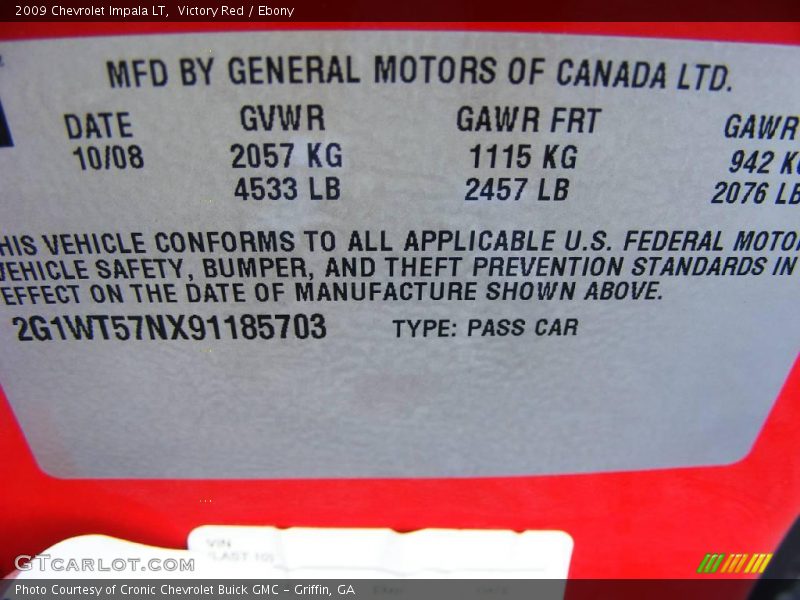 2009 Chevrolet Impala LT, Victory Red / Ebony
MFD BY GENERAL MOTORS OF CANADA LTD.
DATE GVWR GAWR FRT GAWR
10/08 2057 KG 1115 KG 942 KG
4533 LB 2457 LB 2076 LB
HIS VEHICLE CONFORMS TO ALL APPLICABLE U.S. FEDERAL MOTOR
VEHICLE SAFETY, BUMPER, AND THEFT PREVENTION STANDARDS IN
EFFECT ON THE DATE OF MANUFACTURE SHOWN ABOVE.
2G1WT57NX91185703 TYPE: PASS CAR
VIN
(LAST 10)
GTCARLOT.COM
Photo Courtesy of Cronic Chevrolet Buick GMC – Griffin, GA